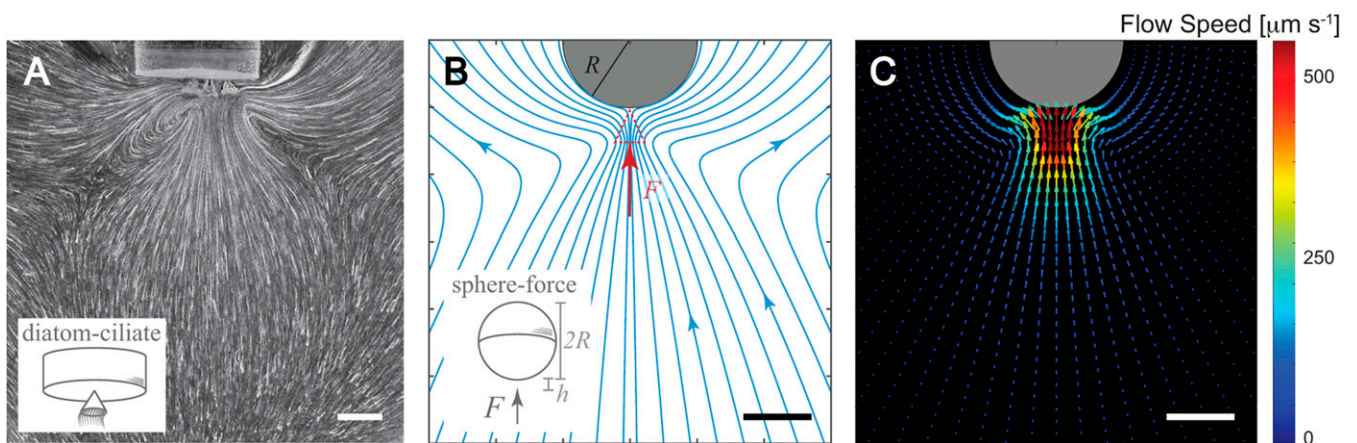 Flow Speed [μm s⁻¹]
A
B
C
R
F
500
250
0
diatom-ciliate
sphere-force
2R
h
F